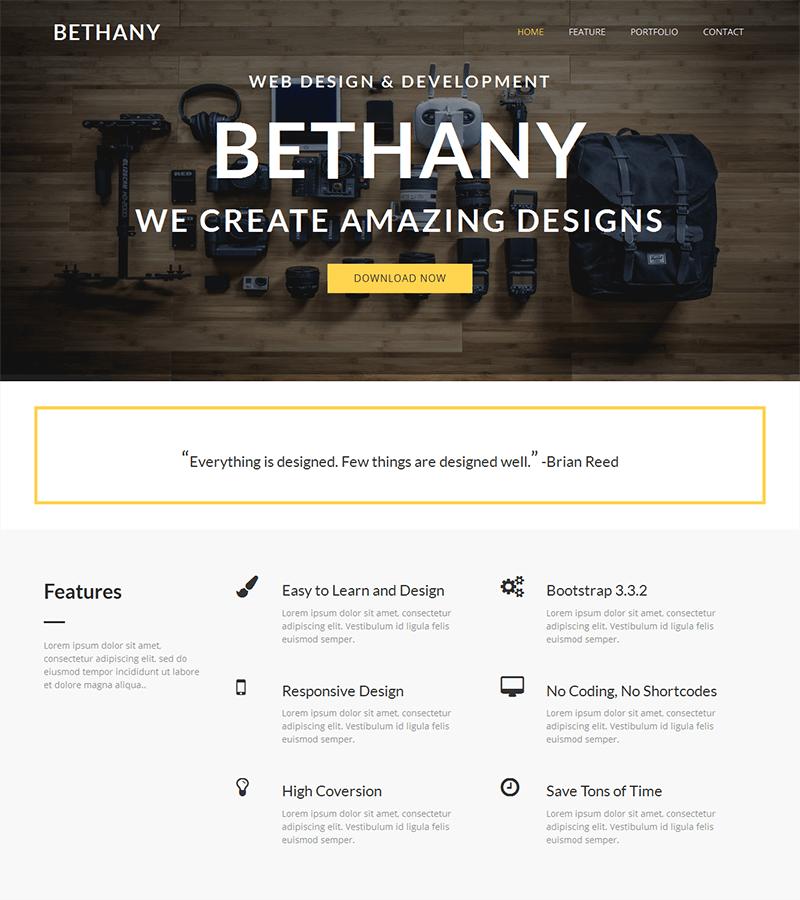 BETHANY
HOME FEATURE PORTFOLIO CONTACT
WEB DESIGN & DEVELOPMENT
BETHANY
WE CREATE AMAZING DESIGNS
DOWNLOAD NOW
“Everything is designed. Few things are designed well.” -Brian Reed
Features
Lorem ipsum dolor sit amet,
consectetur adipiscing elit, sed do
eiusmod tempor incididunt ut labore
et dolore magna aliqua..
Easy to Learn and Design
Lorem ipsum dolor sit amet, consectetur
adipiscing elit. Vestibulum id ligula felis
euismod semper.
Bootstrap 3.3.2
Lorem ipsum dolor sit amet, consectetur
adipiscing elit. Vestibulum id ligula felis
euismod semper.
Responsive Design
Lorem ipsum dolor sit amet, consectetur
adipiscing elit. Vestibulum id ligula felis
euismod semper.
No Coding, No Shortcodes
Lorem ipsum dolor sit amet, consectetur
adipiscing elit. Vestibulum id ligula felis
euismod semper.
High Coversion
Lorem ipsum dolor sit amet, consectetur
adipiscing elit. Vestibulum id ligula felis
euismod semper.
Save Tons of Time
Lorem ipsum dolor sit amet, consectetur
adipiscing elit. Vestibulum id ligula felis
euismod semper.